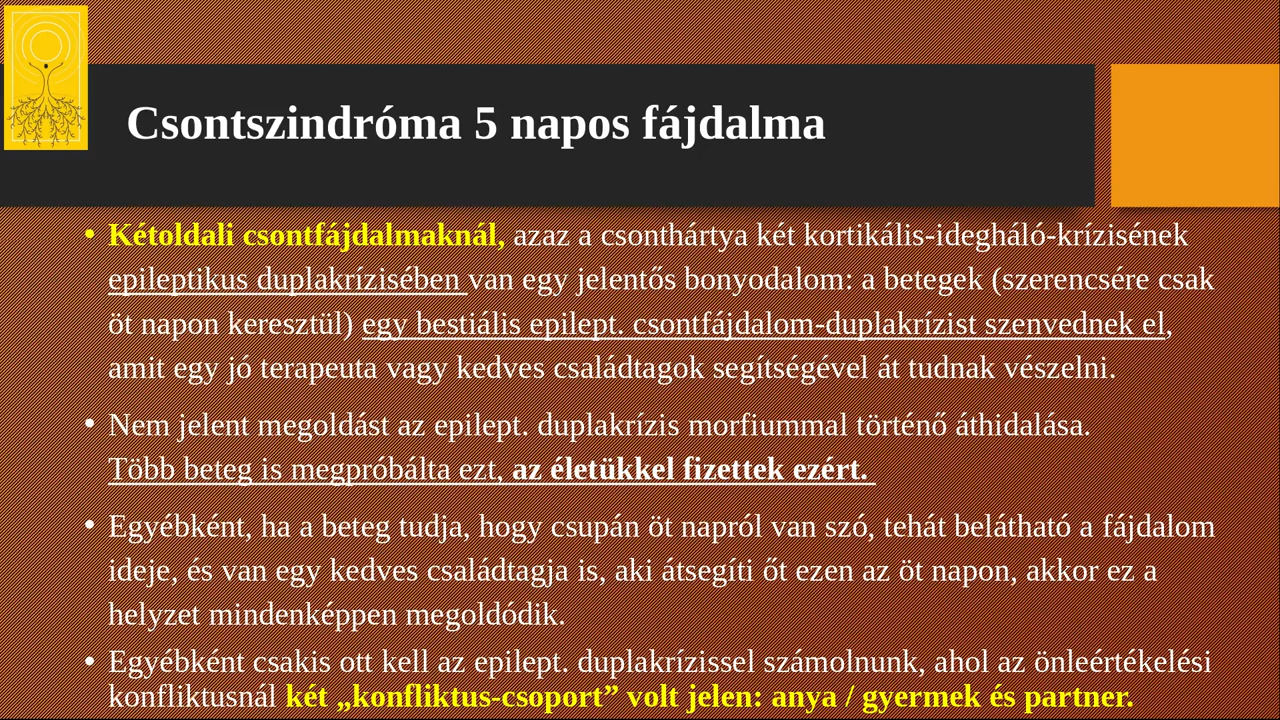 Csontszindróma 5 napos fájdalma
• Kétoldali csontfájdalmaknál, azaz a csonthártya két kortikális-idegháló-krízisének
epileptikus duplakrízisében van egy jelentős bonyodalom: a betegek (szerencsére csak
öt napon keresztül) egy bestiális epilept. csontfájdalom-duplakrízist szenvednek el,
amit egy jó terapeuta vagy kedves családtagok segítségével át tudnak vészelni.
• Nem jelent megoldást az epilept. duplakrízis morfiummal történő áthidalása.
Több beteg is megpróbálta ezt, az életükkel fizettek ezért.
• Egyébként, ha a beteg tudja, hogy csupán öt napról van szó, tehát belátható a fájdalom
ideje, és van egy kedves családtagja is, aki átsegíti őt ezen az öt napon, akkor ez a
helyzet mindenképpen megoldódik.
• Egyébként csakis ott kell az epilept. duplakrízissel számolnunk, ahol az önleértékelési
konfliktusnál két „konfliktus-csoport” volt jelen: anya / gyermek és partner.